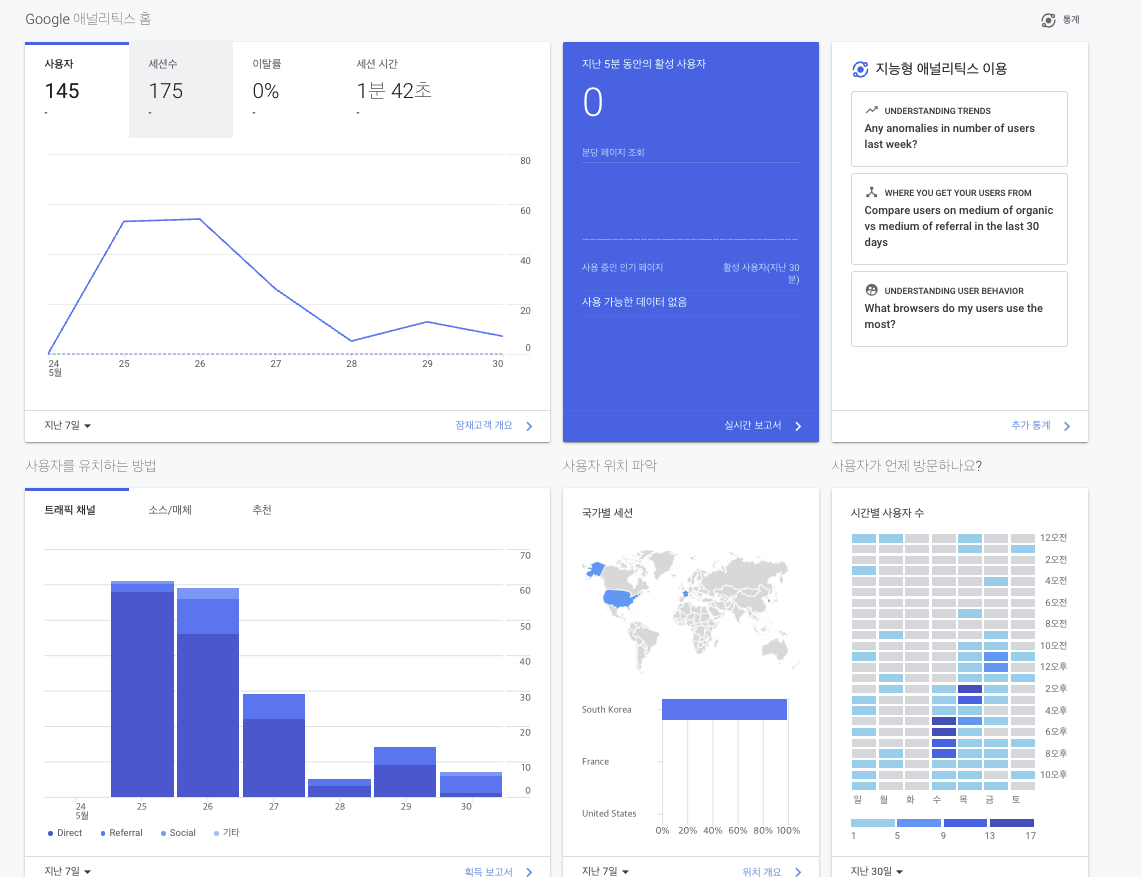 Google 애널리틱스 홈
통계
사용자
145
-
세션수
175
-
이탈률
0%
-
세션 시간
1분 42초
-
80
60
40
20
0
24
5월
25
26
27
28
29
30
지난 7일
잠재고객 개요
지난 5분 동안의 활성 사용자
0
분당 페이지 조회
사용 중인 인기 페이지
활성 사용자(지난 30
분)
사용 가능한 데이터 없음
실시간 보고서
지능형 애널리틱스 이용
UNDERSTANDING TRENDS
Any anomalies in number of users
last week?
WHERE YOU GET YOUR USERS FROM
Compare users on medium of organic
vs medium of referral in the last 30
days
UNDERSTANDING USER BEHAVIOR
What browsers do my users use the
most?
추가 통계
사용자를 유치하는 방법
트래픽 채널
소스/매체
추천
70
60
50
40
30
20
10
0
24
5월
25
26
27
28
29
30
Direct
Referral
Social
기타
지난 7일
획득 보고서
사용자 위치 파악
국가별 세션
South Korea
France
United States
0%
20%
40%
60%
80%
100%
지난 7일
위치 개요
사용자가 언제 방문하나요?
시간별 사용자 수
12오전
2오전
4오전
6오전
8오전
10오전
12오후
2오후
4오후
6오후
8오후
10오후
일
월
화
수
목
금
토
1
5
9
13
17
지난 30일